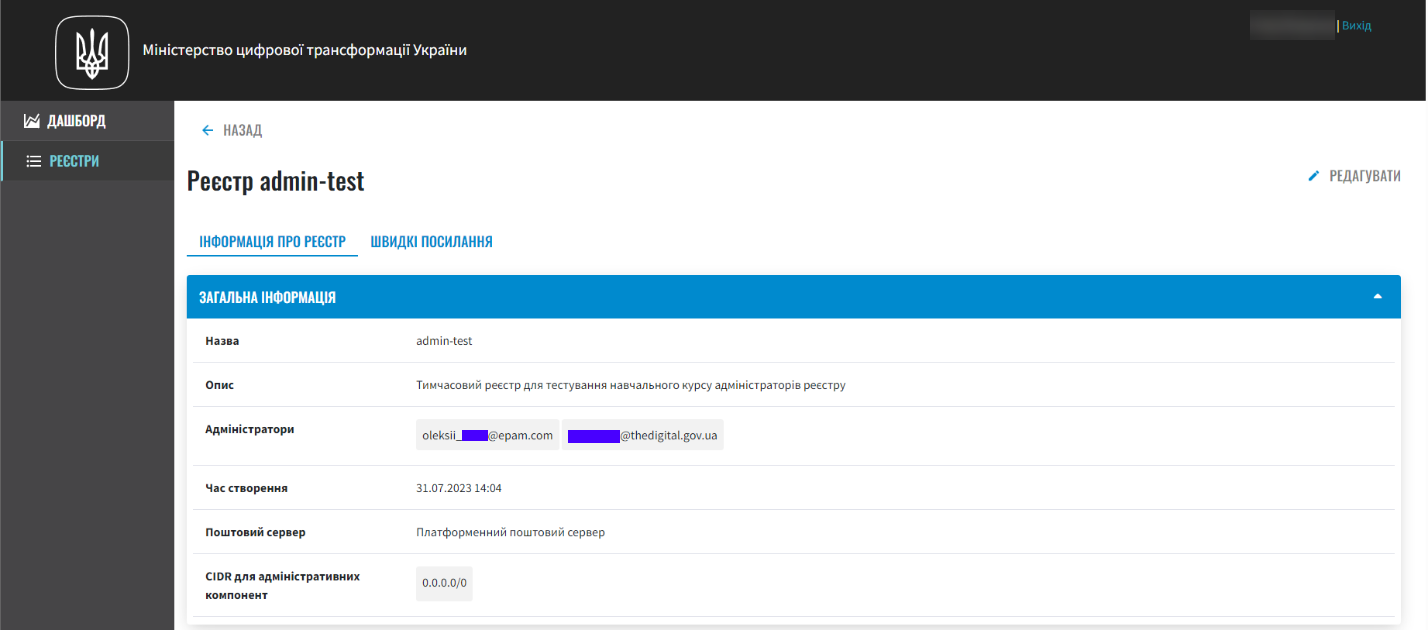 Міністерство цифрової трансформації України
| Вихід
ДАШБОРД
РЕЄСТРИ
НАЗАД
Реєстр admin-test
РЕДАГУВАТИ
ІНФОРМАЦІЯ ПРО РЕЄСТР
ШВИДКІ ПОСИЛАННЯ
ЗАГАЛЬНА ІНФОРМАЦІЯ
Назва
admin-test
Опис
Тимчасовий реєстр для тестування навчального курсу адміністраторів реєстру
Адміністратори
oleksii_ @epam.com
@thedigital.gov.ua
Час створення
31.07.2023 14:04
Поштовий сервер
Платформенний поштовий сервер
CIDR для адміністративних
компонент
0.0.0.0/0